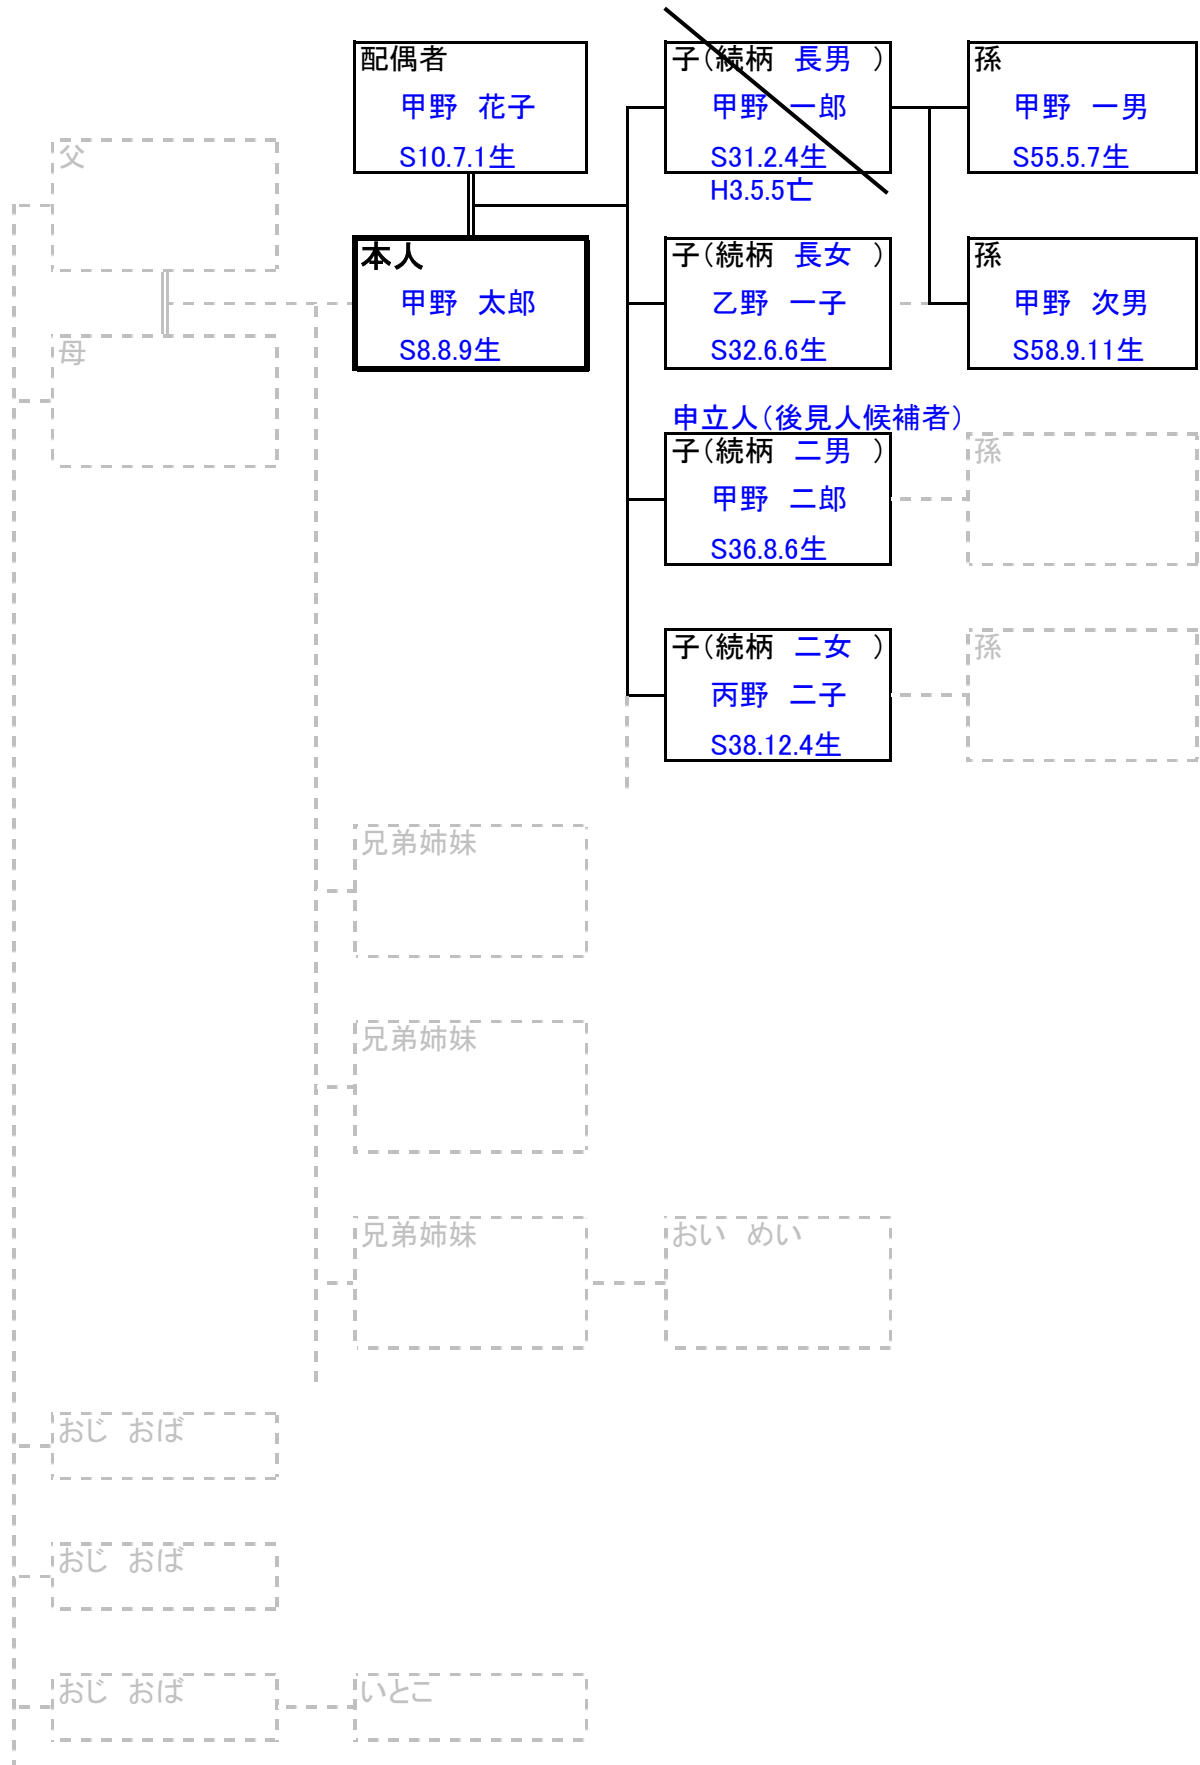 配偶者
甲野　花子
S10.7.1生
子（続柄　長男　）
甲野　一郎
S31.2.4生
H3.5.5亡
孫
甲野　一男
S55.5.7生
父
本人
甲野　太郎
S8.8.9生
子（続柄　長女　）
乙野　一子
S32.6.6生
孫
甲野　次男
S58.9.11生
母
申立人（後見人候補者）
子（続柄　二男　）
甲野　二郎
S36.8.6生
孫
子（続柄　二女　）
丙野　二子
S38.12.4生
孫
兄弟姉妹
兄弟姉妹
兄弟姉妹
おい　めい
おじ　おば
おじ　おば
おじ　おば
いとこ